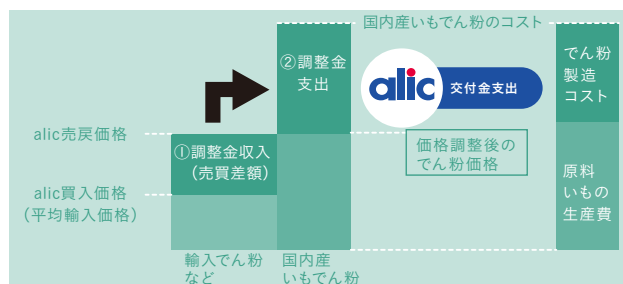 国内産いもでん粉のコスト
②調整金
支出
alic
交付金支出
でん粉
製造
コスト
alic売戻価格
①調整金収入
（売買差額）
価格調整後の
でん粉価格
alic買入価格
（平均輸入価格）
原料
いもの
生産費
輸入でん粉
など
国内産
いもでん粉